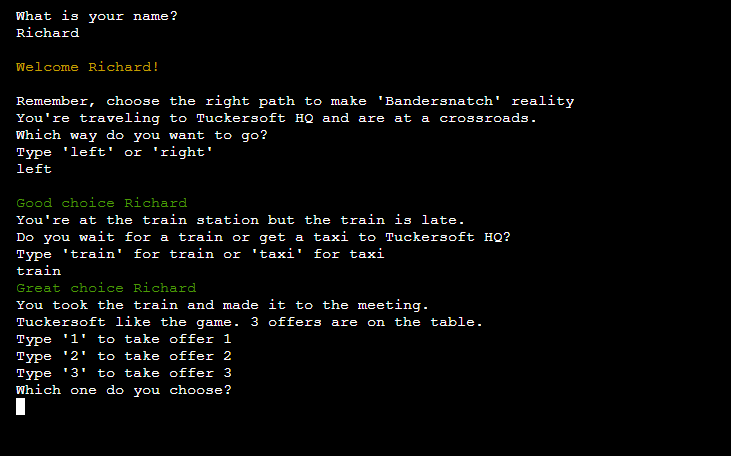 What is your name?
Richard
Welcome Richard!
Remember, choose the right path to make 'Bandersnatch' reality
You're traveling to Tuckersoft HQ and are at a crossroads.
Which way do you want to go?
Type 'left' or 'right'
left
Good choice Richard
You're at the train station but the train is late.
Do you wait for a train or get a taxi to Tuckersoft HQ?
Type 'train' for train or 'taxi' for taxi
train
Great choice Richard
You took the train and made it to the meeting.
Tuckersoft like the game. 3 offers are on the table.
Type '1' to take offer 1
Type '2' to take offer 2
Type '3' to take offer 3
Which one do you choose?